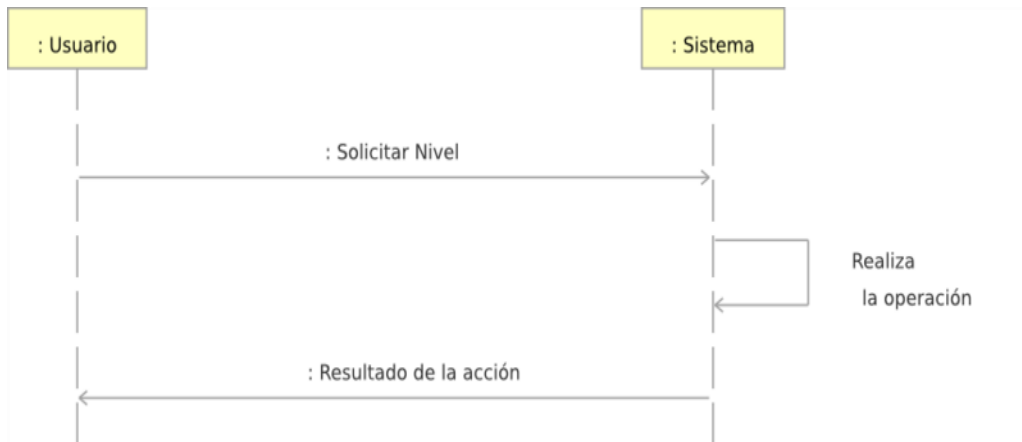 : Usuario
: Sistema
: Solicitar Nivel
Realiza
la operación
: Resultado de la acción